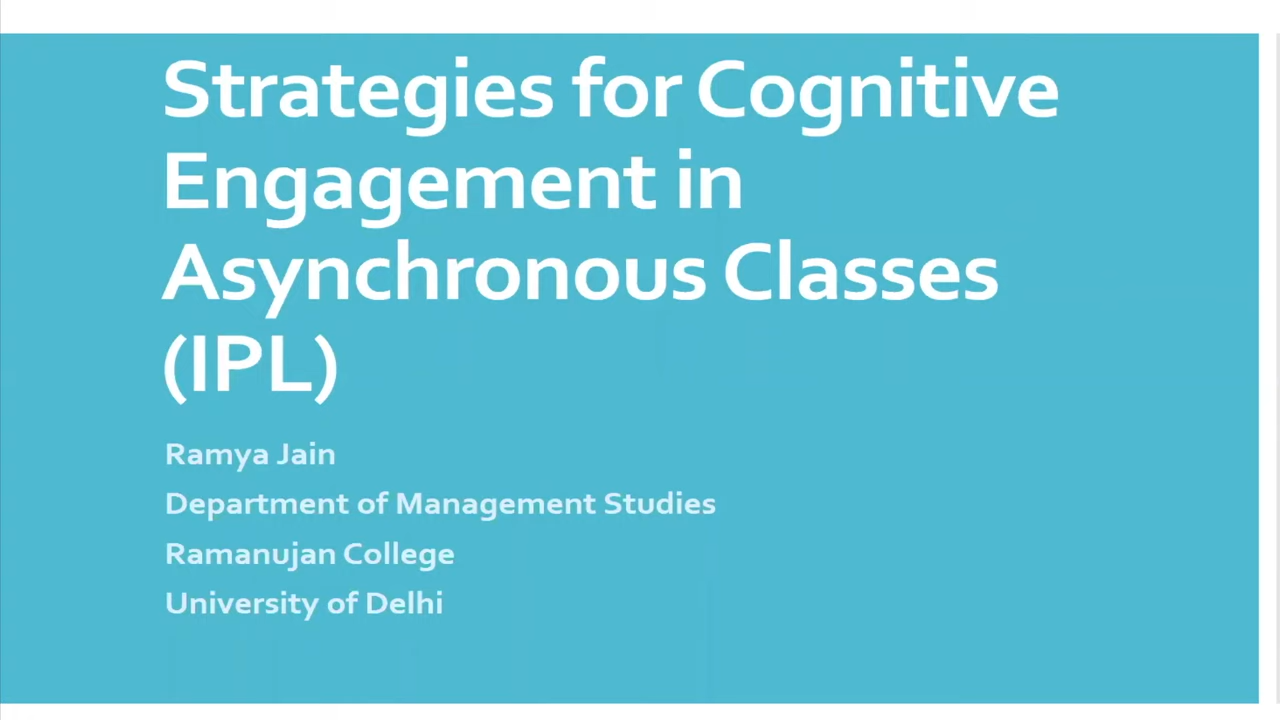 Strategies for Cognitive
Engagement in
Asynchronous Classes
(IPL)
Ramya Jain
Department of Management Studies
Ramanujan College
University of Delhi